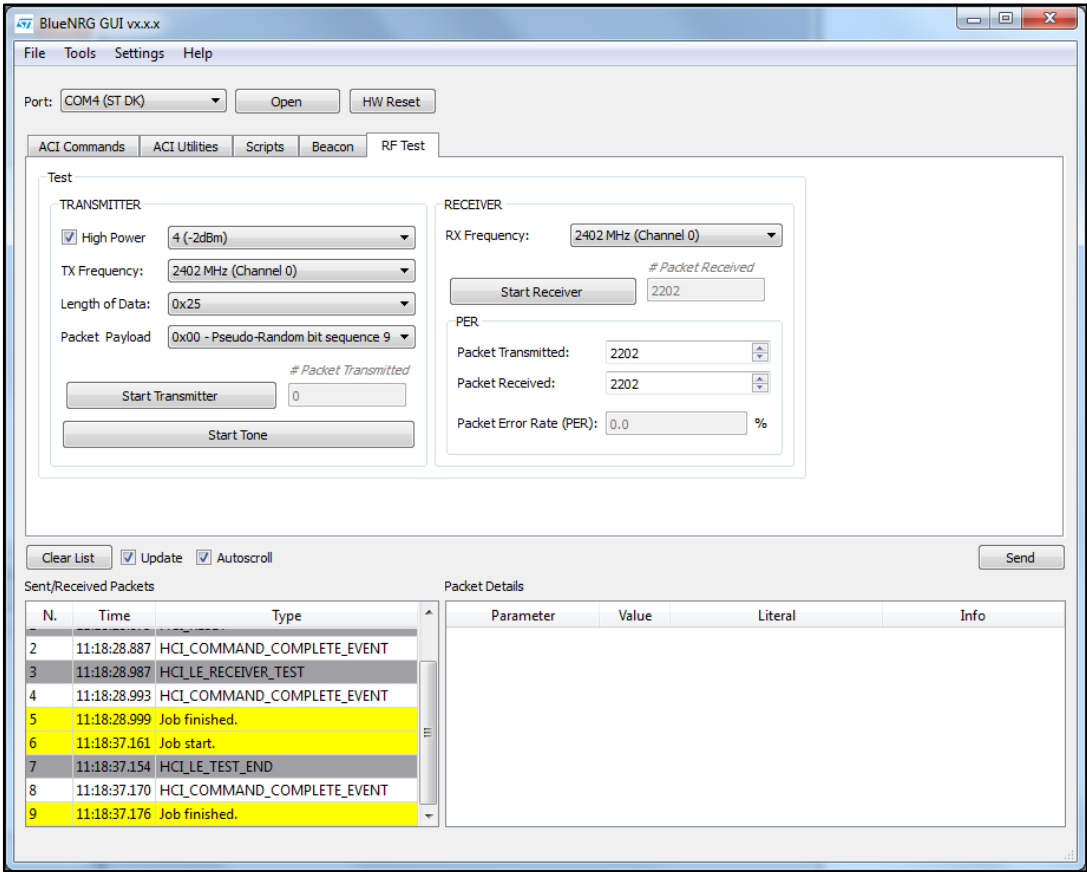 BlueNRG GUI vx.x.x
File Tools Settings Help
Port: COM4 (ST DK) Open HW Reset
ACI Commands ACI Utilities Scripts Beacon RF Test
Test
TRANSMITTER
High Power 4 (-2dBm)
TX Frequency: 2402 MHz (Channel 0)
Length of Data: 0x25
Packet Payload 0x00 - Pseudo-Random bit sequence 9
# Packet Transmitted
Start Transmitter 0
Start Tone
RECEIVER
RX Frequency: 2402 MHz (Channel 0)
# Packet Received
Start Receiver 2202
PER
Packet Transmitted: 2202
Packet Received: 2202
Packet Error Rate (PER): 0.0 %
Clear List Update Autoscroll Send
Sent/Received Packets
N. Time Type
2 11:18:28.887 HCI_COMMAND_COMPLETE_EVENT
3 11:18:28.987 HCI_LE_RECEIVER_TEST
4 11:18:28.993 HCI_COMMAND_COMPLETE_EVENT
5 11:18:28.999 Job finished.
6 11:18:37.161 Job start.
7 11:18:37.154 HCI_LE_TEST_END
8 11:18:37.170 HCI_COMMAND_COMPLETE_EVENT
9 11:18:37.176 Job finished.
Packet Details
Parameter Value Literal Info